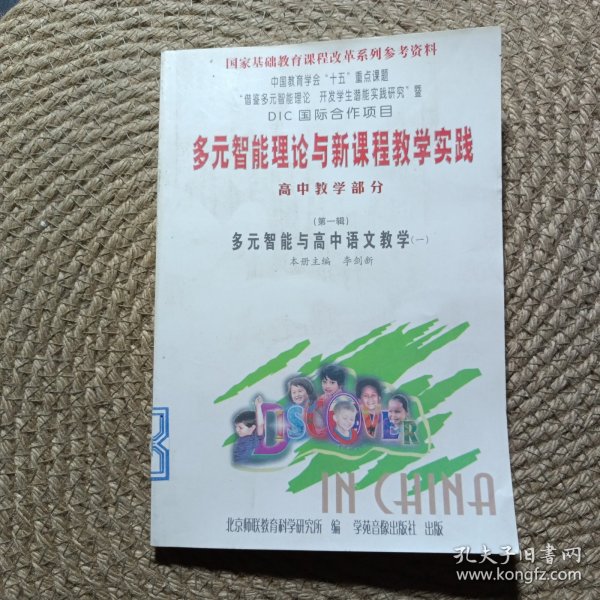 国家基础教育课程改革系列参考资料
中国教育学会“十五”重点课题
“借鉴多元智能理论 开发学生潜能实践研究”暨
DIC国际合作项目
多元智能理论与新课程教学实践
高中教学部分
(第一辑)
多元智能与高中语文教学(一)
本册主编 李剑新
DISCOVER
IN CHINA
北京师联教育科学研究所 编 学苑音像出版社 出版
孔夫子旧书网
www.kongfz.com